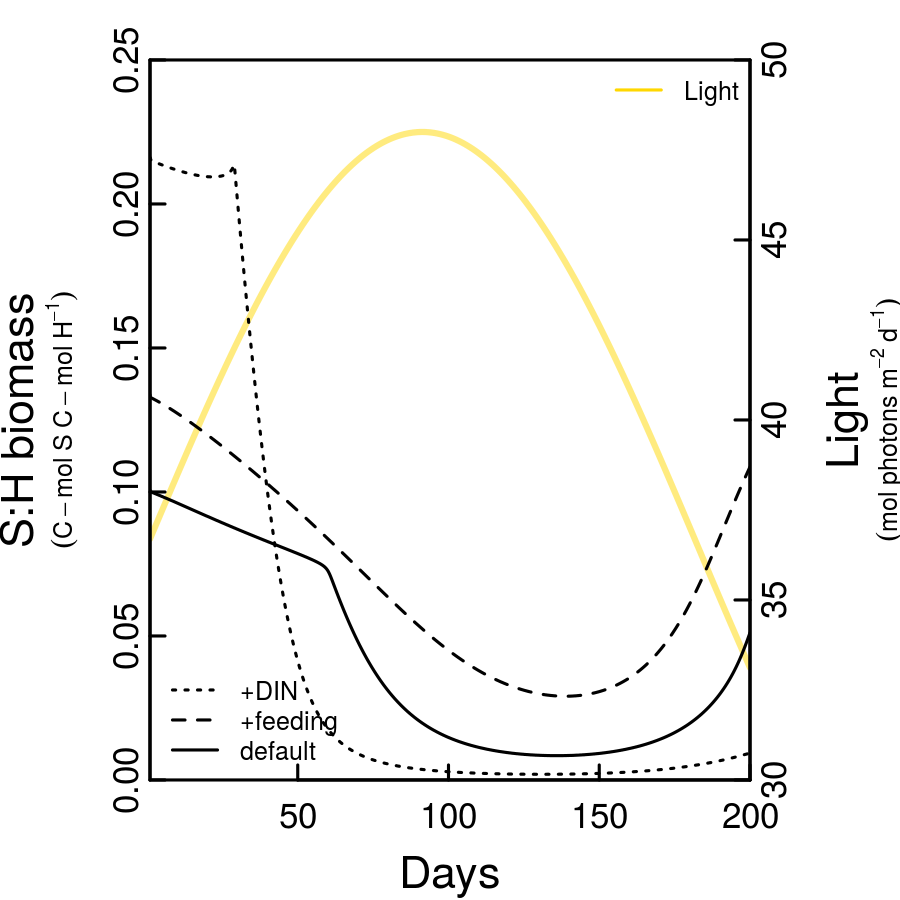 Light
+DIN
+feeding
default
0.00
0.05
0.10
0.15
0.20
0.25
S:H biomass
(C−mol S C−mol H⁻¹)
50
100
150
200
Days
30
35
40
45
50
Light
(mol photons m⁻² d⁻¹)